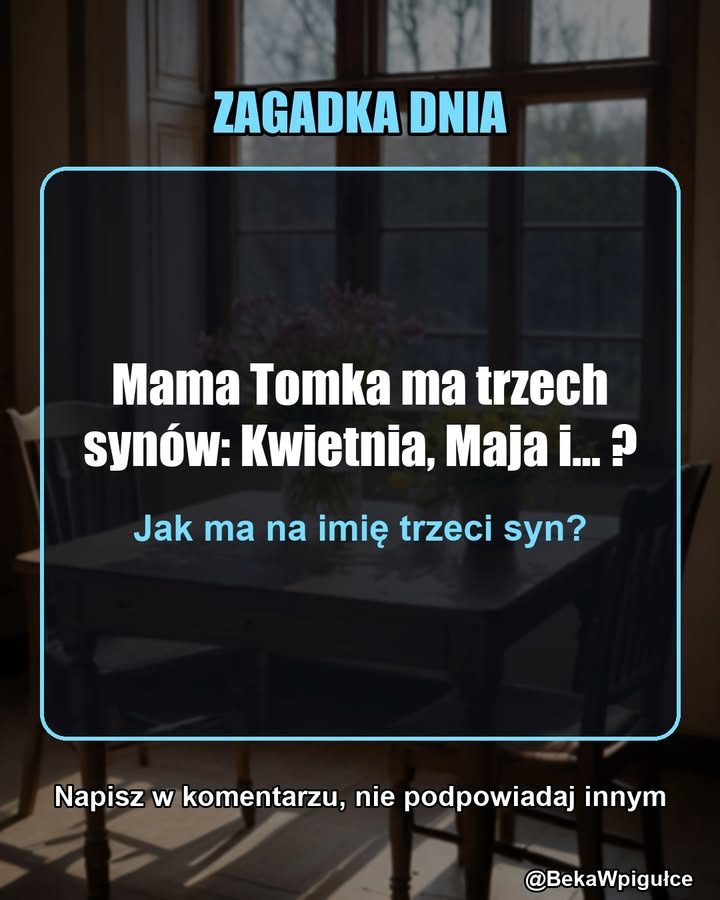 ZAGADKA DNIA
Mama Tomka ma trzech
synów: Kwietnia, Maja i... ?
Jak ma na imię trzeci syn?
Napisz w komentarzu, nie podpowiadaj innym
@BekaWpigułce